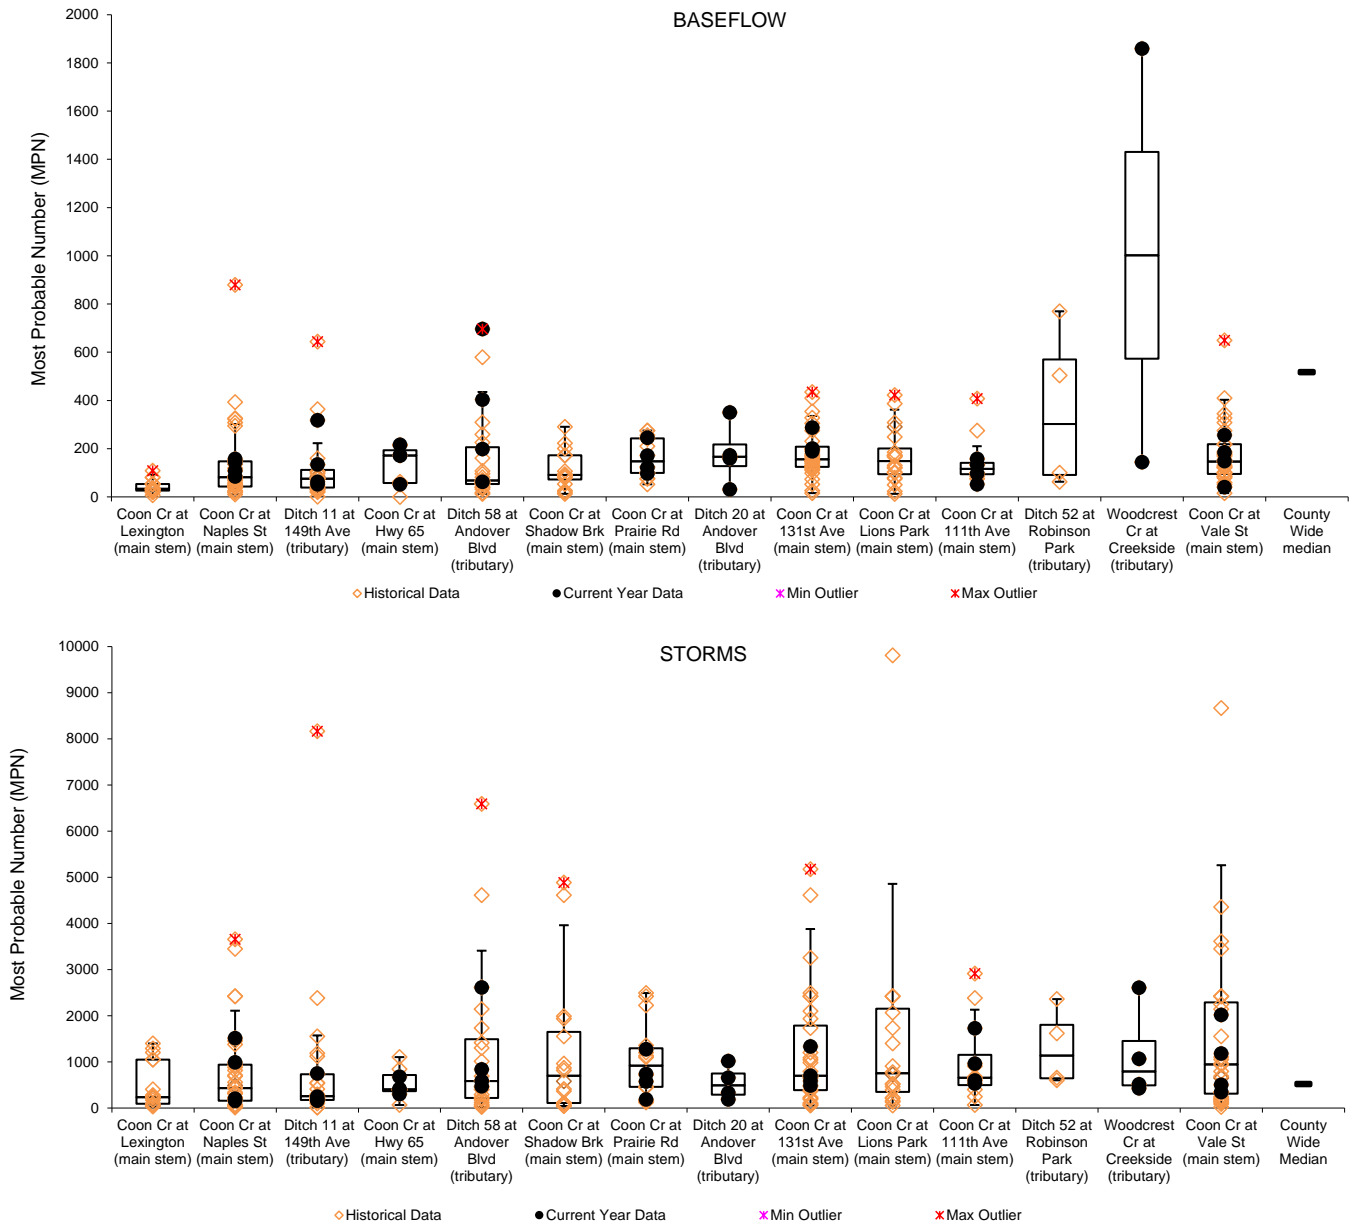 BASEFLOW
Most Probable Number (MPN)
2000
1800
1600
1400
1200
1000
800
600
400
200
0
Coon Cr at Lexington (main stem)
Coon Cr at Naples St (main stem)
Ditch 11 at 149th Ave (tributary)
Coon Cr at Hwy 65 (main stem)
Ditch 58 at Andover Blvd (tributary)
Coon Cr at Shadow Brk (main stem)
Coon Cr at Prairie Rd (main stem)
Ditch 20 at Andover Blvd (tributary)
Coon Cr at 131st Ave (main stem)
Coon Cr at Lions Park (main stem)
Coon Cr at 111th Ave (main stem)
Ditch 52 at Robinson Park (tributary)
Woodcrest Cr at Creekside (tributary)
Coon Cr at Vale St (main stem)
County Wide median
Historical Data
Current Year Data
Min Outlier
Max Outlier
STORMS
Most Probable Number (MPN)
10000
9000
8000
7000
6000
5000
4000
3000
2000
1000
0
Coon Cr at Lexington (main stem)
Coon Cr at Naples St (main stem)
Ditch 11 at 149th Ave (tributary)
Coon Cr at Hwy 65 (main stem)
Ditch 58 at Andover Blvd (tributary)
Coon Cr at Shadow Brk (main stem)
Coon Cr at Prairie Rd (main stem)
Ditch 20 at Andover Blvd (tributary)
Coon Cr at 131st Ave (main stem)
Coon Cr at Lions Park (main stem)
Coon Cr at 111th Ave (main stem)
Ditch 52 at Robinson Park (tributary)
Woodcrest Cr at Creekside (tributary)
Coon Cr at Vale St (main stem)
County Wide Median
Historical Data
Current Year Data
Min Outlier
Max Outlier